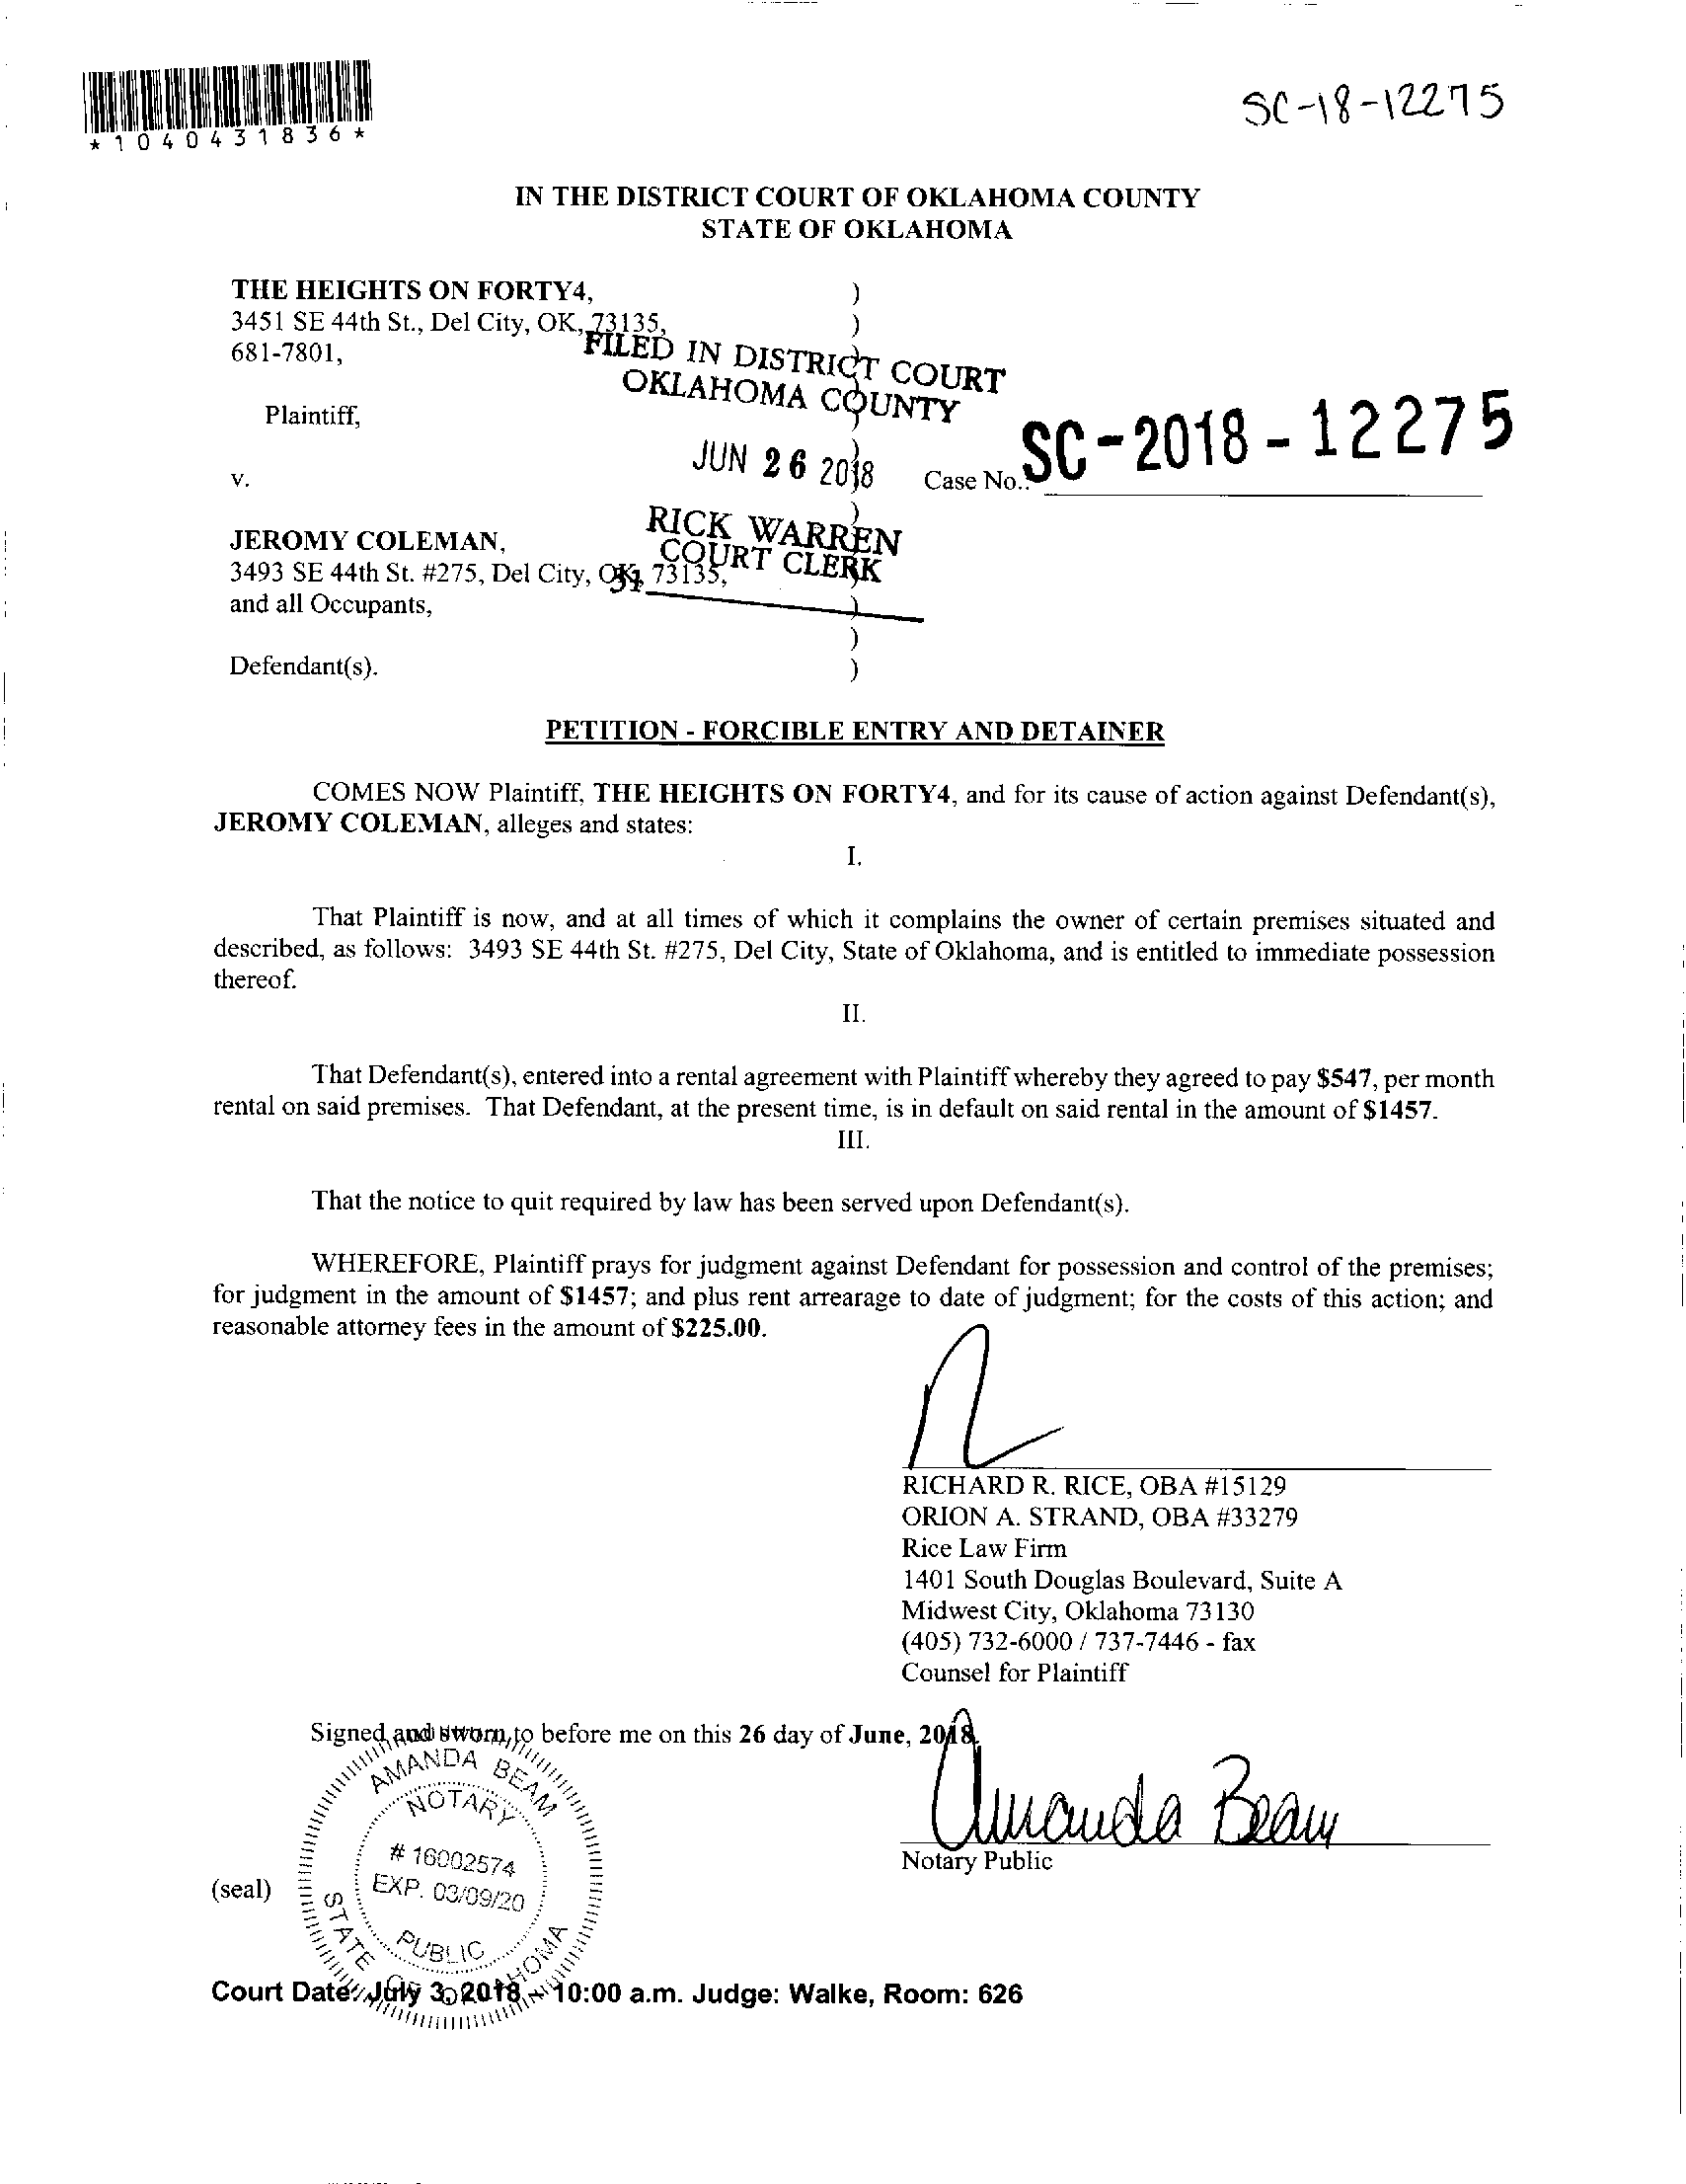 *1040431836*
SC-18-12275
IN THE DISTRICT COURT OF OKLAHOMA COUNTY
STATE OF OKLAHOMA
THE HEIGHTS ON FORTY4, )
3451 SE 44th St., Del City, OK, 73135, )
681-7801,
FILED IN DISTRICT COURT
OKLAHOMA COUNTY
Plaintiff,
JUN 26 2018
v.
Case No.: SC-2018-12275
RICK WARREN
COURT CLERK
JEROMY COLEMAN,
3493 SE 44th St. #275, Del City, OK, 73135,
and all Occupants, )
)
Defendant(s). )
PETITION - FORCIBLE ENTRY AND DETAINER
COMES NOW Plaintiff, THE HEIGHTS ON FORTY4, and for its cause of action against Defendant(s),
JEROMY COLEMAN, alleges and states:
I.
That Plaintiff is now, and at all times of which it complains the owner of certain premises situated and
described, as follows: 3493 SE 44th St. #275, Del City, State of Oklahoma, and is entitled to immediate possession
thereof.
II.
That Defendant(s), entered into a rental agreement with Plaintiff whereby they agreed to pay $547, per month
rental on said premises. That Defendant, at the present time, is in default on said rental in the amount of $1457.
III.
That the notice to quit required by law has been served upon Defendant(s).
WHEREFORE, Plaintiff prays for judgment against Defendant for possession and control of the premises;
for judgment in the amount of $1457; and plus rent arrearage to date of judgment; for the costs of this action; and
reasonable attorney fees in the amount of $225.00.
RICHARD R. RICE, OBA #15129
ORION A. STRAND, OBA #33279
Rice Law Firm
1401 South Douglas Boulevard, Suite A
Midwest City, Oklahoma 73130
(405) 732-6000 / 737-7446 - fax
Counsel for Plaintiff
Signed and sworn to before me on this 26 day of June, 2018.
Amanda Beam
Notary Public
(seal)
AMANDA BEAM
NOTARY
# 16002574
EXP. 03/09/20
PUBLIC
STATE OF OKLAHOMA
Court Date: July 3, 2018, 10:00 a.m. Judge: Walke, Room: 626